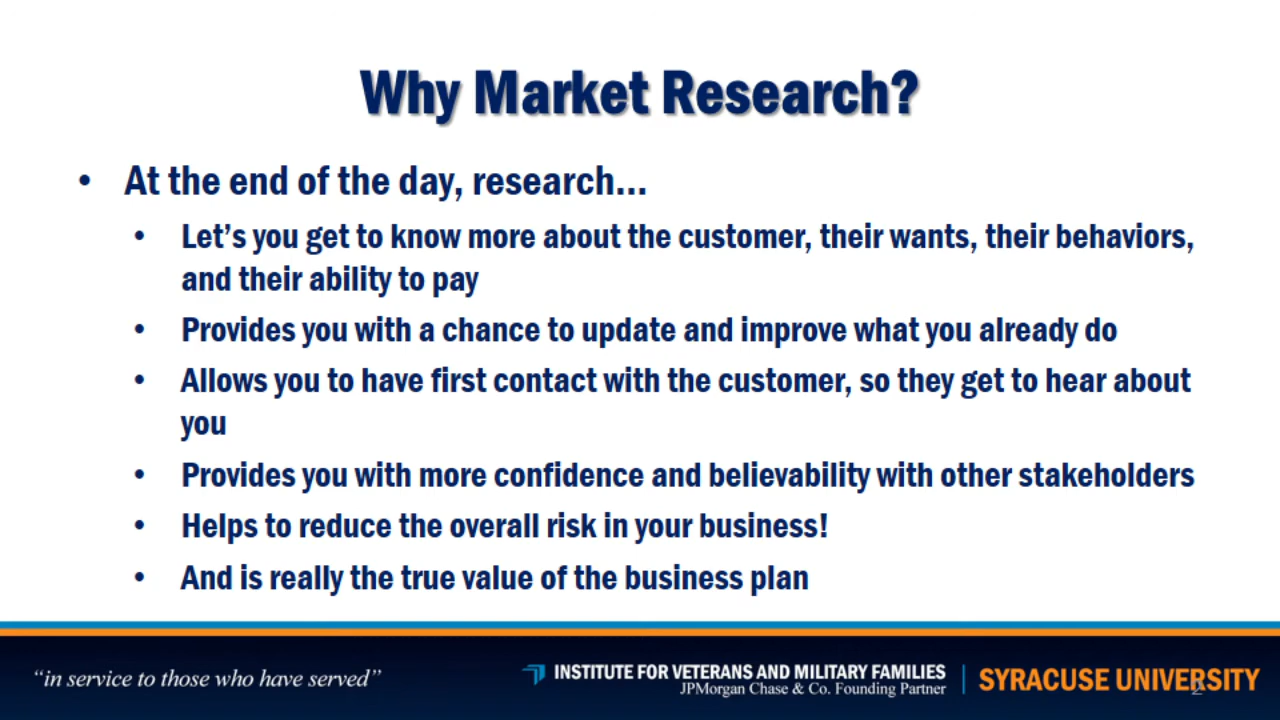 Why Market Research?
• At the end of the day, research...
• Let's you get to know more about the customer, their wants, their behaviors,
and their ability to pay
• Provides you with a chance to update and improve what you already do
• Allows you to have first contact with the customer, so they get to hear about
you
• Provides you with more confidence and believability with other stakeholders
• Helps to reduce the overall risk in your business!
• And is really the true value of the business plan
“in service to those who have served”
INSTITUTE FOR VETERANS AND MILITARY FAMILIES
JPMorgan Chase & Co. Founding Partner
SYRACUSE UNIVERSITY
2